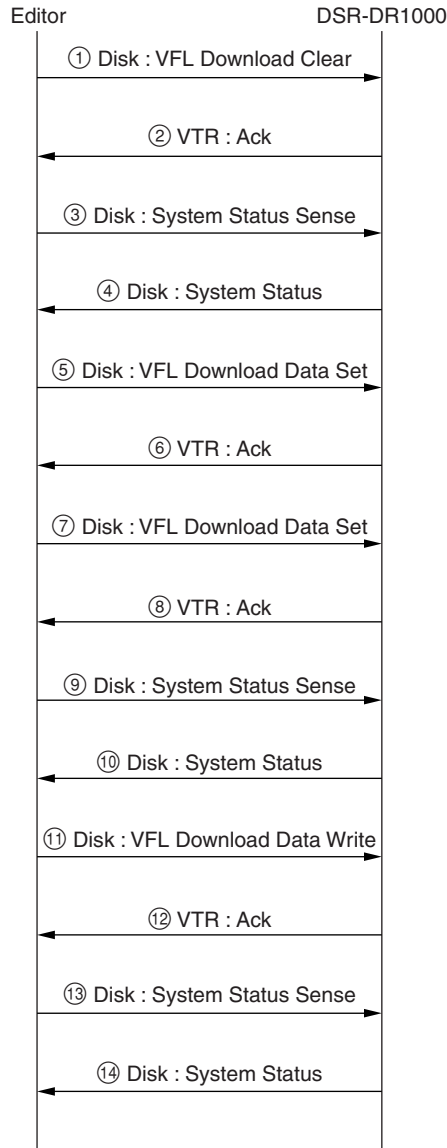 Editor DSR-DR1000
① Disk : VFL Download Clear
② VTR : Ack
③ Disk : System Status Sense
④ Disk : System Status
⑤ Disk : VFL Download Data Set
⑥ VTR : Ack
⑦ Disk : VFL Download Data Set
⑧ VTR : Ack
⑨ Disk : System Status Sense
⑩ Disk : System Status
⑪ Disk : VFL Download Data Write
⑫ VTR : Ack
⑬ Disk : System Status Sense
⑭ Disk : System Status